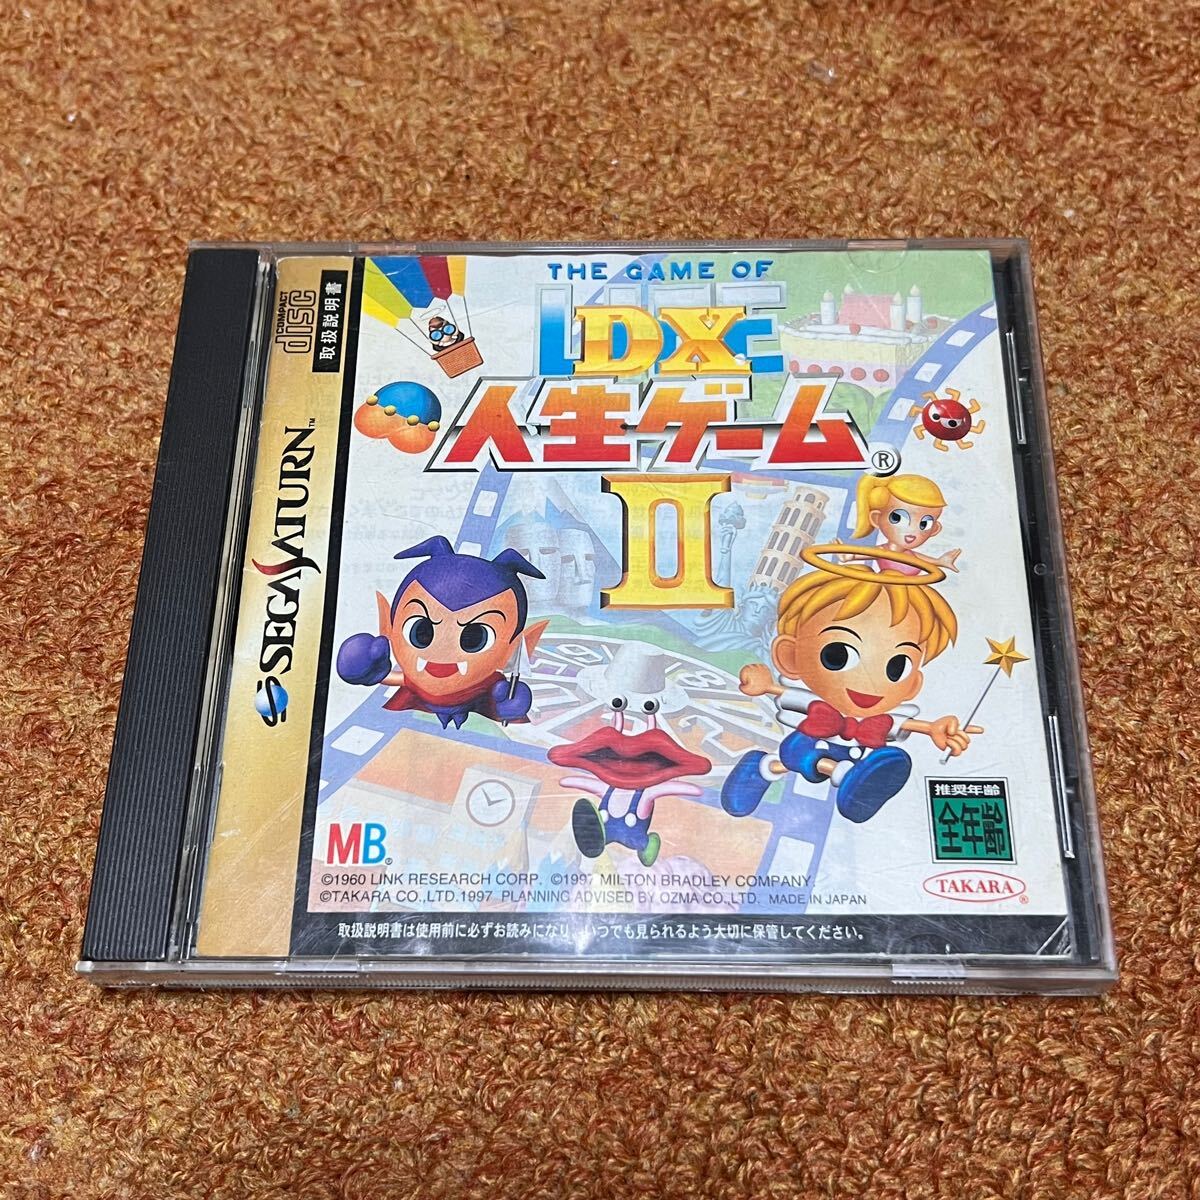 COMPACT
disc
取扱説明書
SEGA SATURN™
THE GAME OF
LIFE
DX
人生ゲーム®
II
推奨年齢
全年齢
MB®
TAKARA®
©1960 LINK RESEARCH CORP. ©1997 MILTON BRADLEY COMPANY.
©TAKARA CO.,LTD.1997 PLANNING ADVISED BY OZMA CO.,LTD. MADE IN JAPAN
取扱説明書は使用前に必ずお読みになり、いつでも見られるよう大切に保管してください。